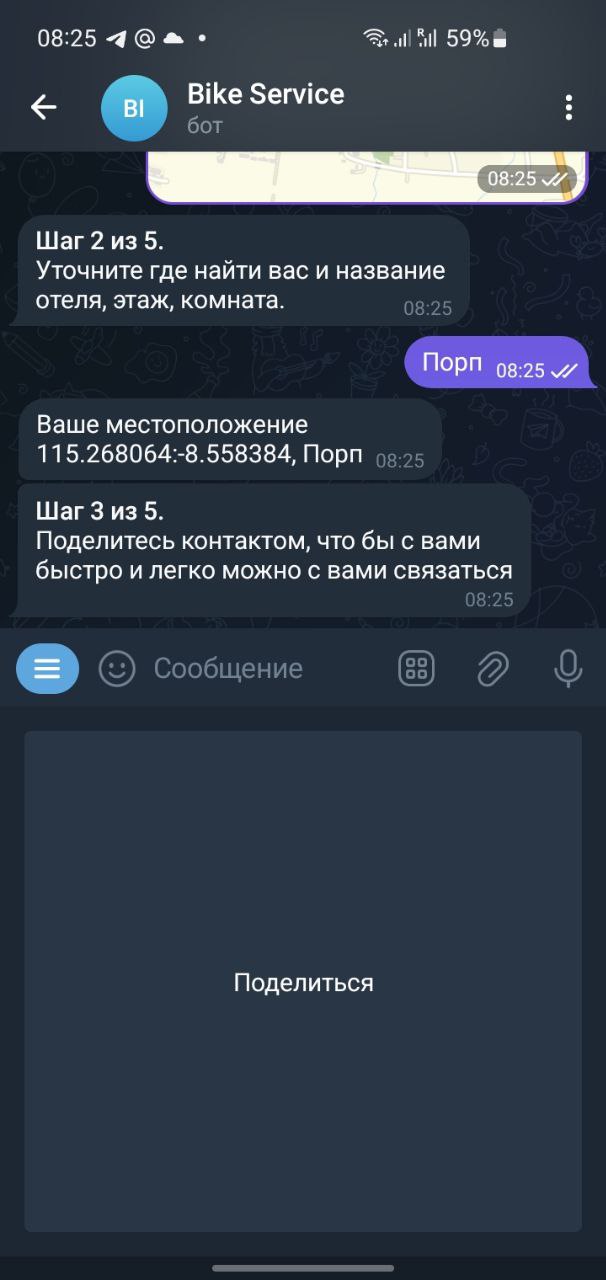 08:25
59%
BI
Bike Service
бот
08:25
Шаг 2 из 5.
Уточните где найти вас и название
отеля, этаж, комната.
08:25
Порп 08:25
Ваше местоположение
115.268064:-8.558384, Порп 08:25
Шаг 3 из 5.
Поделитесь контактом, что бы с вами
быстро и легко можно с вами связаться
08:25
Сообщение
Поделиться